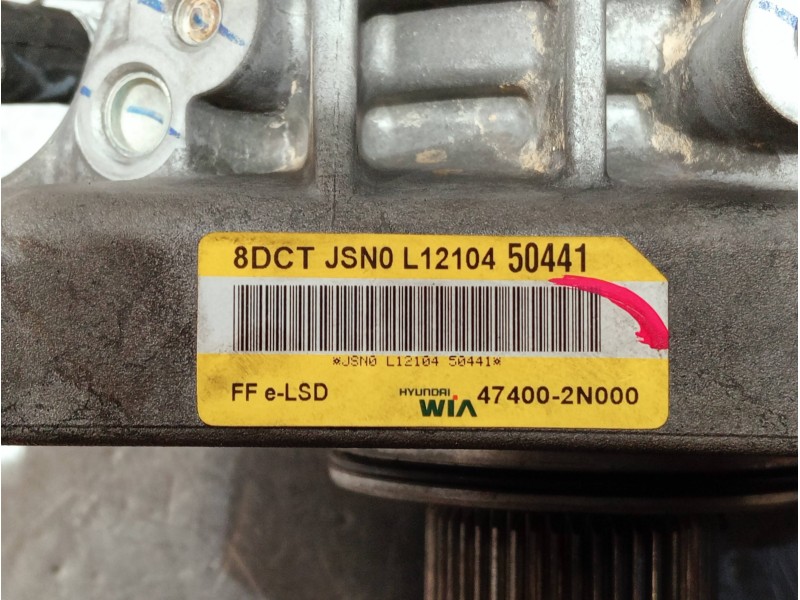 8DCT JSN0 L12104 50441
*JSN0 L12104 50441*
FF e-LSD HYUNDAI WIA 47400-2N000